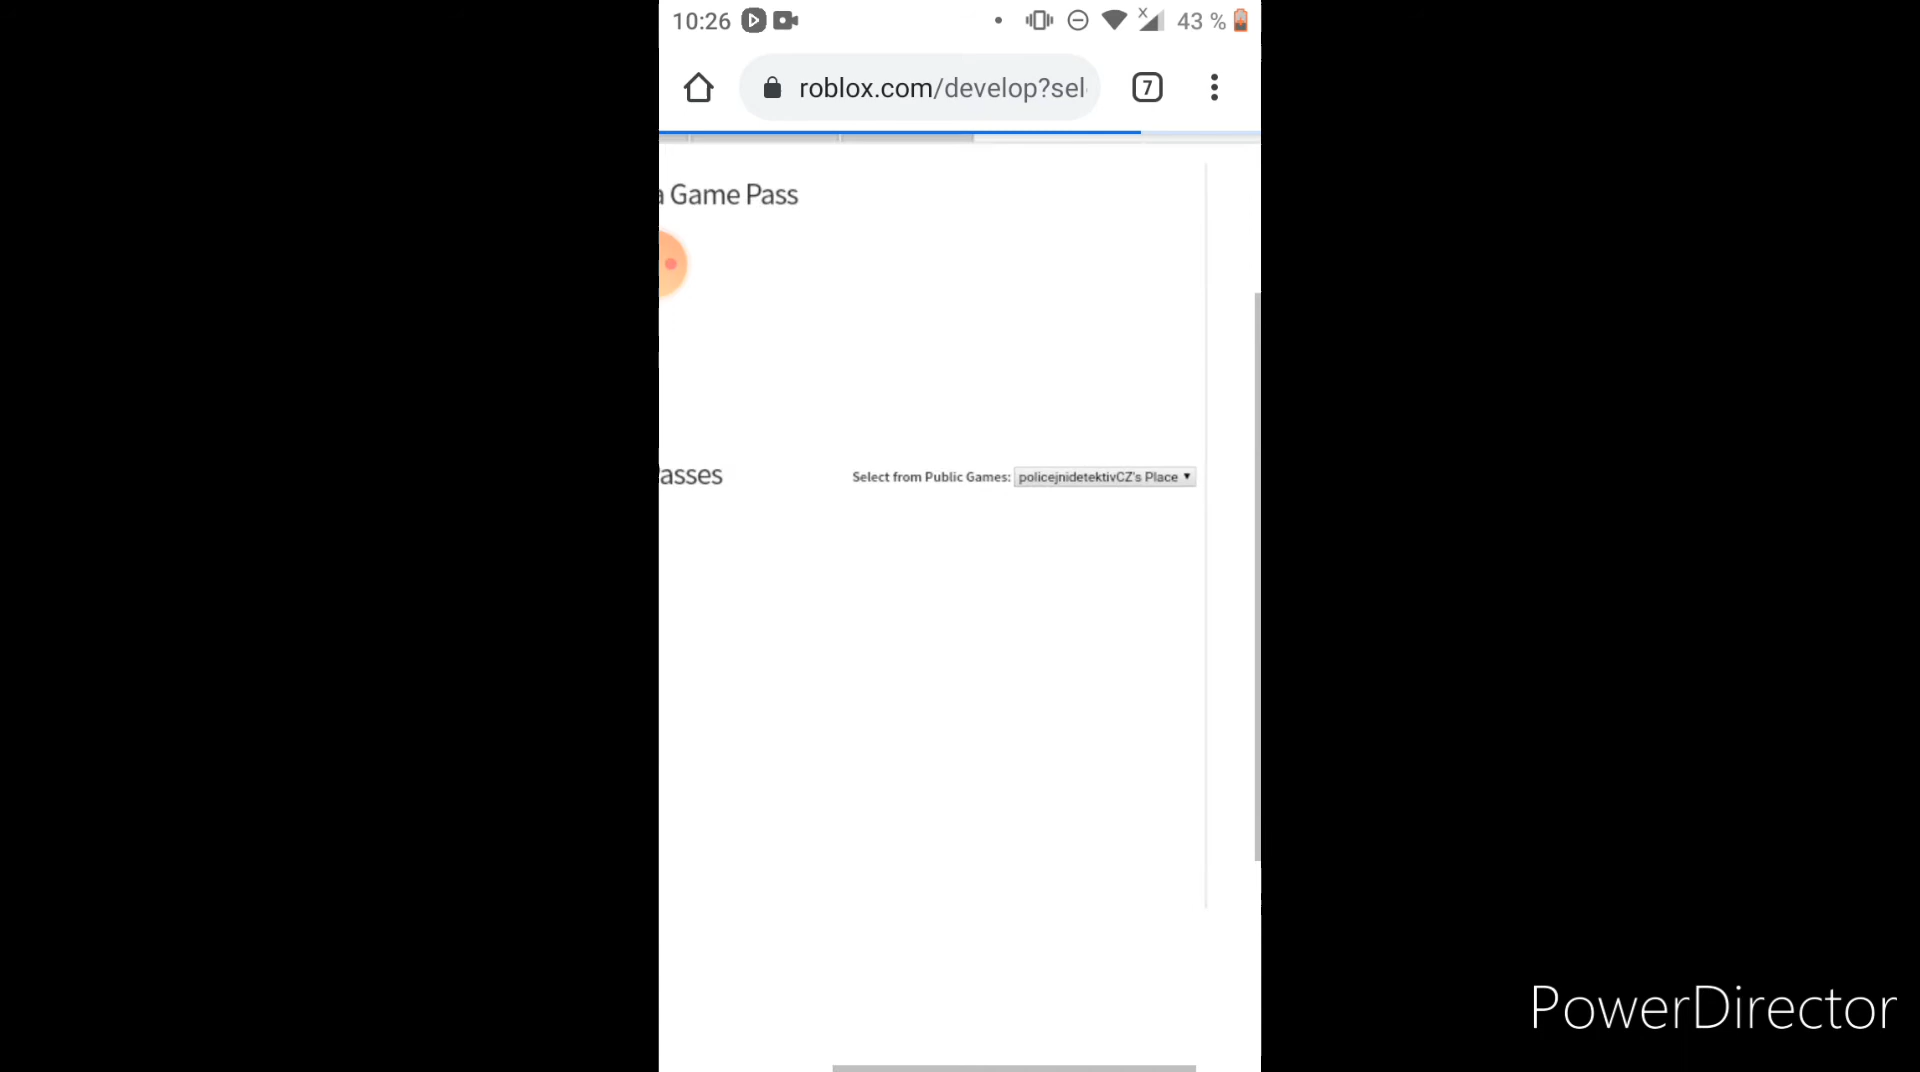 10:26
43 %
roblox.com/develop?sel
7
a Game Pass
asses
Select from Public Games: policejnidetektivCZ's Place
PowerDirector